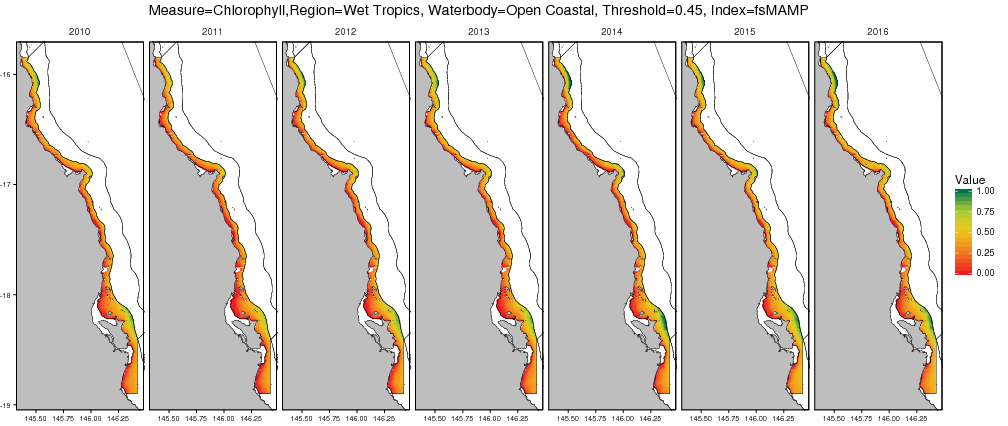 Measure=Chlorophyll,Region=Wet Tropics, Waterbody=Open Coastal, Threshold=0.45, Index=fsMAMP
2010 2011 2012 2013 2014 2015 2016
-16
-17
-18
-19
Value
1.00
0.75
0.50
0.25
0.00
145.50 145.75 146.00 146.25 145.50 145.75 146.00 146.25 145.50 145.75 146.00 146.25 145.50 145.75 146.00 146.25 145.50 145.75 146.00 146.25 145.50 145.75 146.00 146.25 145.50 145.75 146.00 146.25